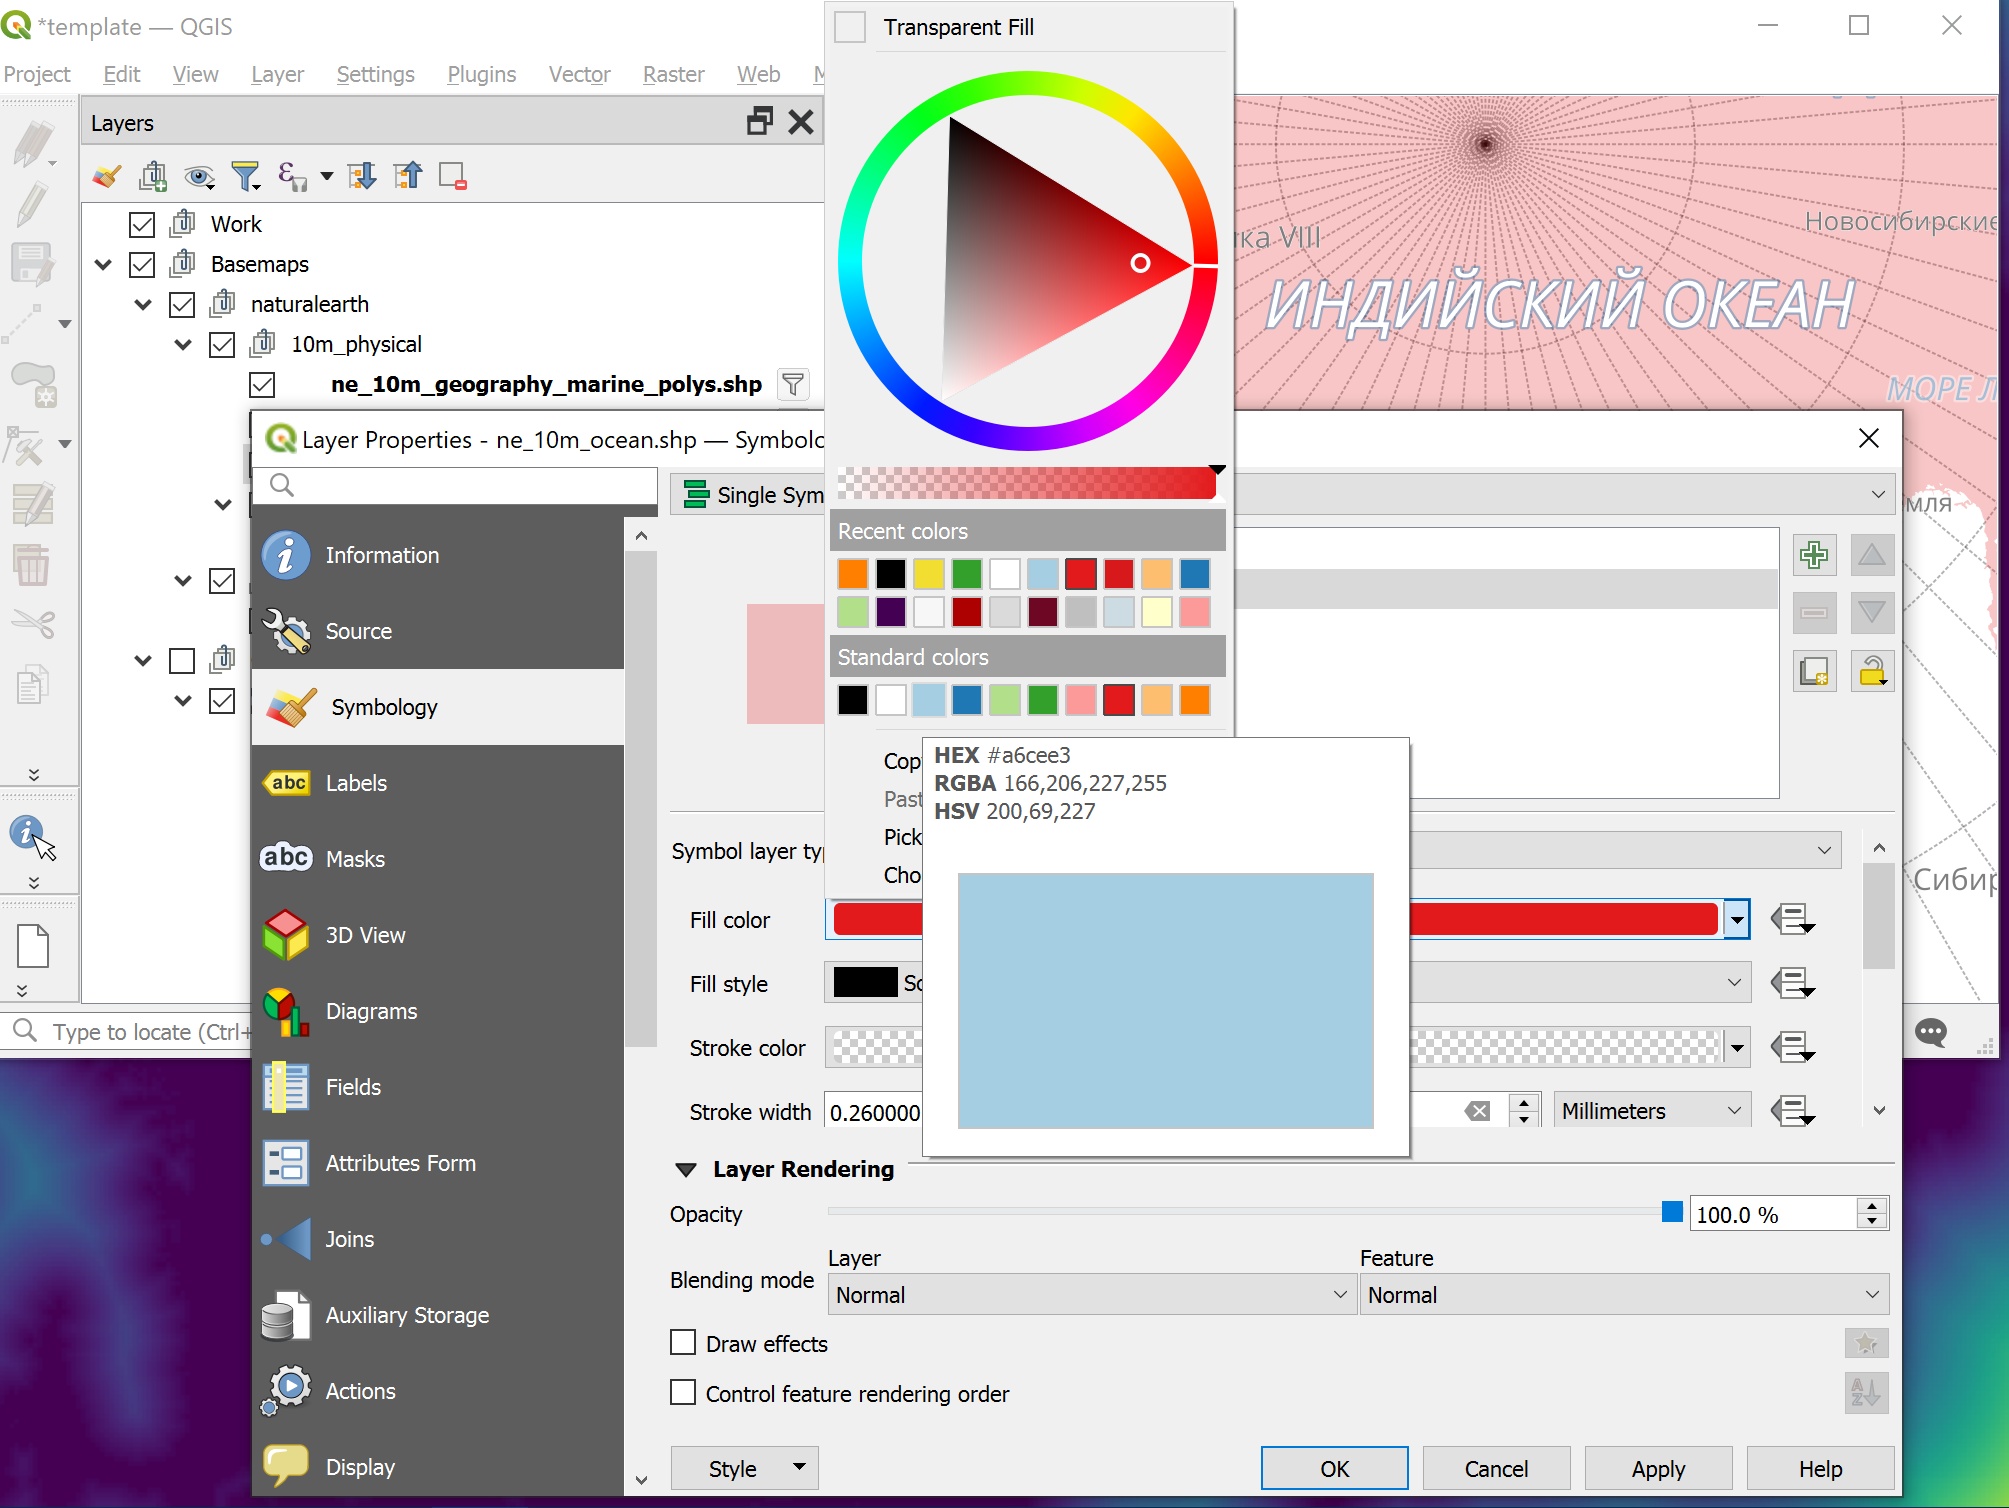 *template — QGIS
Project Edit View Layer Settings Plugins Vector Raster Web
Layers
Work
Basemaps
naturalearth
10m_physical
ne_10m_geography_marine_polys.shp
Transparent Fill
Recent colors
Standard colors
ка VIII
Новосибирские
ИНДИЙСКИЙ ОКЕАН
МОРЕ Л
мля
Сибир
Layer Properties - ne_10m_ocean.shp — Symbolo
Single Sym
Information
Source
Symbology
Labels
Masks
3D View
Diagrams
Fields
Attributes Form
Joins
Auxiliary Storage
Actions
Display
abc
abc
Cop
Past
Pick
Cho
HEX #a6cee3
RGBA 166,206,227,255
HSV 200,69,227
Symbol layer typ
Fill color
Fill style So
Stroke color
Stroke width 0.260000 Millimeters
Layer Rendering
Opacity 100.0 %
Layer Feature
Blending mode Normal Normal
Draw effects
Control feature rendering order
Style OK Cancel Apply Help
Type to locate (Ctrl+